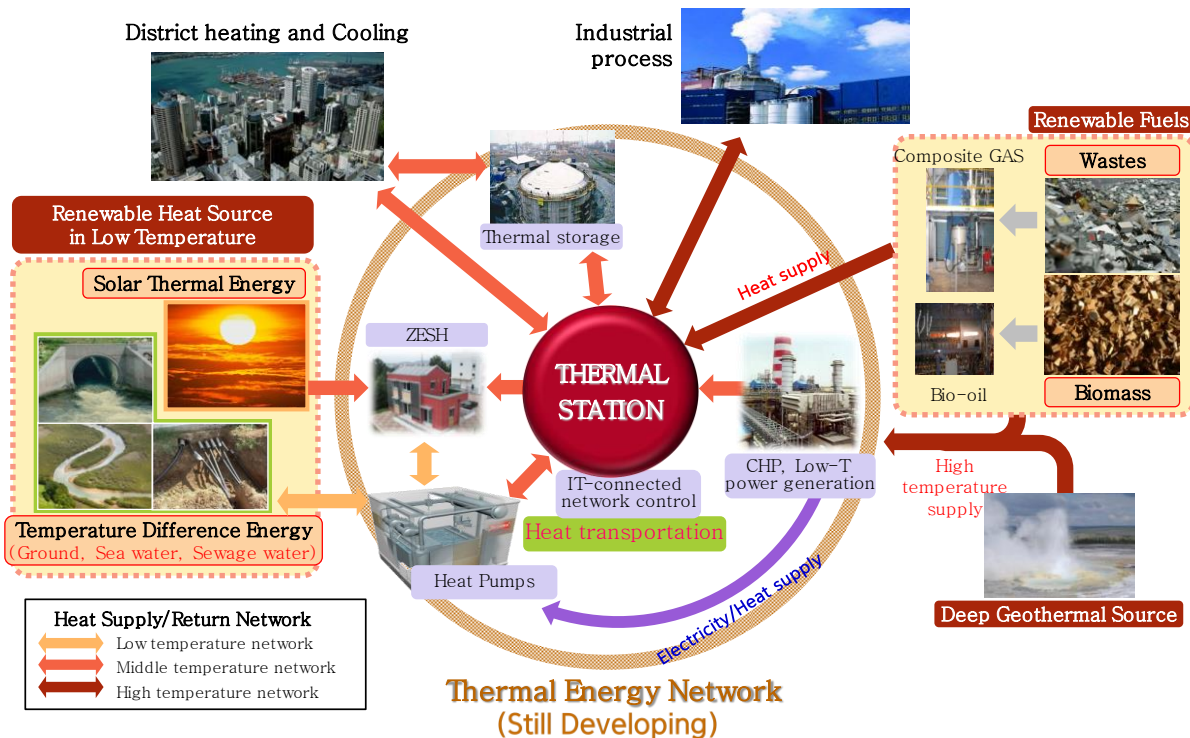 District heating and Cooling
Industrial
process
Renewable Fuels
Composite GAS
Wastes
Renewable Heat Source
in Low Temperature
Thermal storage
Heat supply
Solar Thermal Energy
ZESH
THERMAL
STATION
Bio-oil
Biomass
IT-connected
network control
CHP, Low-T
power generation
High
temperature
supply
Heat transportation
Temperature Difference Energy
(Ground, Sea water, Sewage water)
Heat Pumps
Electricity/Heat supply
Deep Geothermal Source
Heat Supply/Return Network
Low temperature network
Middle temperature network
High temperature network
Thermal Energy Network
(Still Developing)